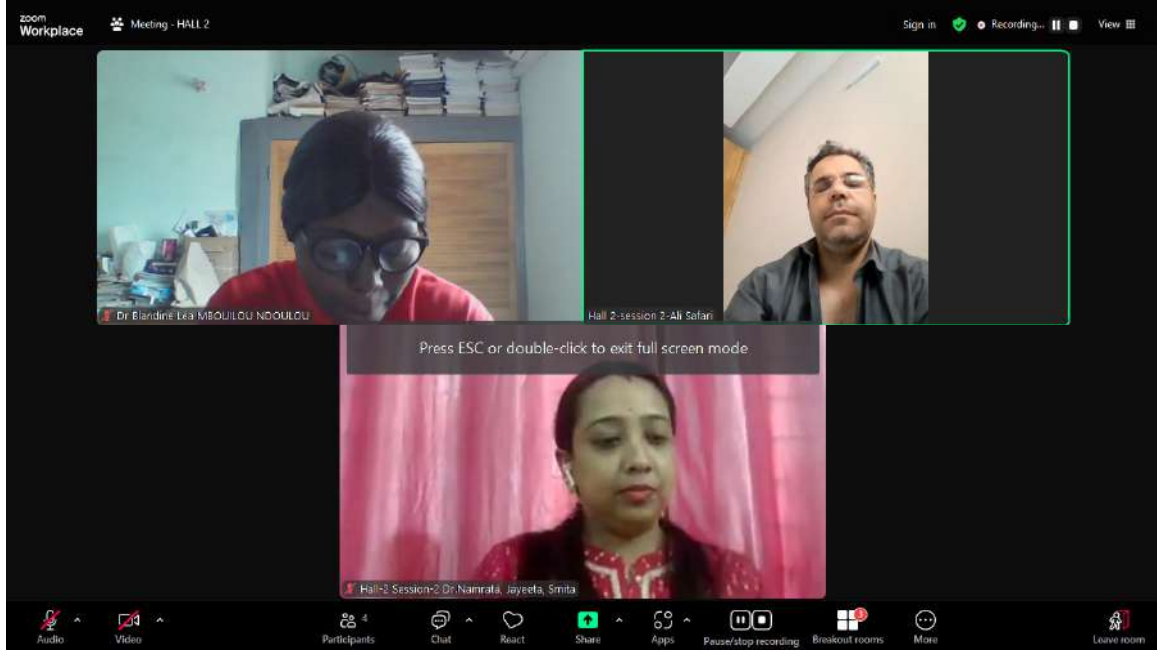 zoom
Workplace
Meeting - HALL 2
Sign in
Recording...
View
Dr Blandine Léa MBOUILOU NDOULOU
Hall 2-session 2-Ali Safari
Press ESC or double-click to exit full screen mode
Hall-2 Session-2 Dr.Namrata, Jayeeta, Smita
Audio
Video
4
Participants
Chat
React
Share
Apps
Pause/stop recording
3
Breakout rooms
More
Leave room